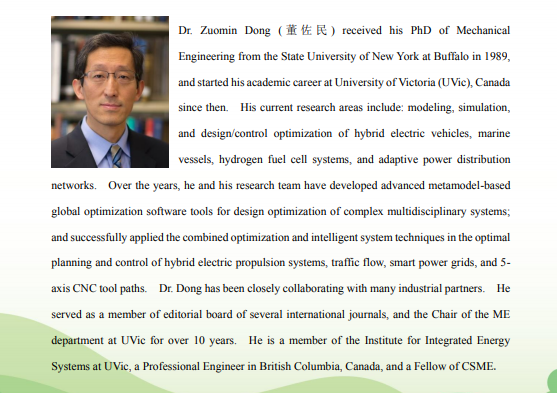 Dr. Zuomin Dong (董佐民) received his PhD of Mechanical
Engineering from the State University of New York at Buffalo in 1989,
and started his academic career at University of Victoria (UVic), Canada
since then. His current research areas include: modeling, simulation,
and design/control optimization of hybrid electric vehicles, marine
vessels, hydrogen fuel cell systems, and adaptive power distribution
networks. Over the years, he and his research team have developed advanced metamodel-based
global optimization software tools for design optimization of complex multidisciplinary systems;
and successfully applied the combined optimization and intelligent system techniques in the optimal
planning and control of hybrid electric propulsion systems, traffic flow, smart power grids, and 5-
axis CNC tool paths. Dr. Dong has been closely collaborating with many industrial partners. He
served as a member of editorial board of several international journals, and the Chair of the ME
department at UVic for over 10 years. He is a member of the Institute for Integrated Energy
Systems at UVic, a Professional Engineer in British Columbia, Canada, and a Fellow of CSME.